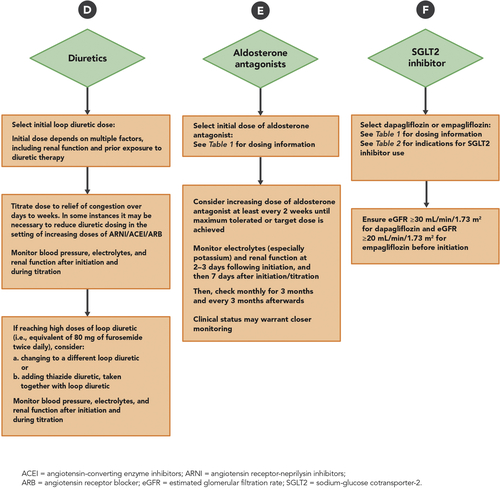 D
Diuretics
Select initial loop diuretic dose:
Initial dose depends on multiple factors,
including renal function and prior exposure to
diuretic therapy
Titrate dose to relief of congestion over
days to weeks. In some instances it may be
necessary to reduce diuretic dosing in the
setting of increasing doses of ARNI/ACEI/ARB
Monitor blood pressure, electrolytes, and
renal function after initiation and
during titration
If reaching high doses of loop diuretic
(i.e., equivalent of 80 mg of furosemide
twice daily), consider:
a. changing to a different loop diuretic
or
b. adding thiazide diuretic, taken
together with loop diuretic
Monitor blood pressure, electrolytes, and
renal function after initiation and
during titration
E
Aldosterone
antagonists
Select initial dose of aldosterone
antagonist:
See Table 1 for dosing information
Consider increasing dose of aldosterone
antagonist at least every 2 weeks until
maximum tolerated or target dose is
achieved
Monitor electrolytes (especially
potassium) and renal function at
2–3 days following initiation, and
then 7 days after initiation/titration
Then, check monthly for 3 months
and every 3 months afterwards
Clinical status may warrant closer
monitoring
F
SGLT2
inhibitor
Select dapagliflozin or empagliflozin:
See Table 1 for dosing information
See Table 2 for indications for SGLT2
inhibitor use
Ensure eGFR ≥30 mL/min/1.73 m²
for dapagliflozin and eGFR
≥20 mL/min/1.73 m² for
empagliflozin before initiation
ACEI = angiotensin-converting enzyme inhibitors; ARNI = angiotensin receptor-neprilysin inhibitors;
ARB = angiotensin receptor blocker; eGFR = estimated glomerular filtration rate; SGLT2 = sodium-glucose cotransporter-2.